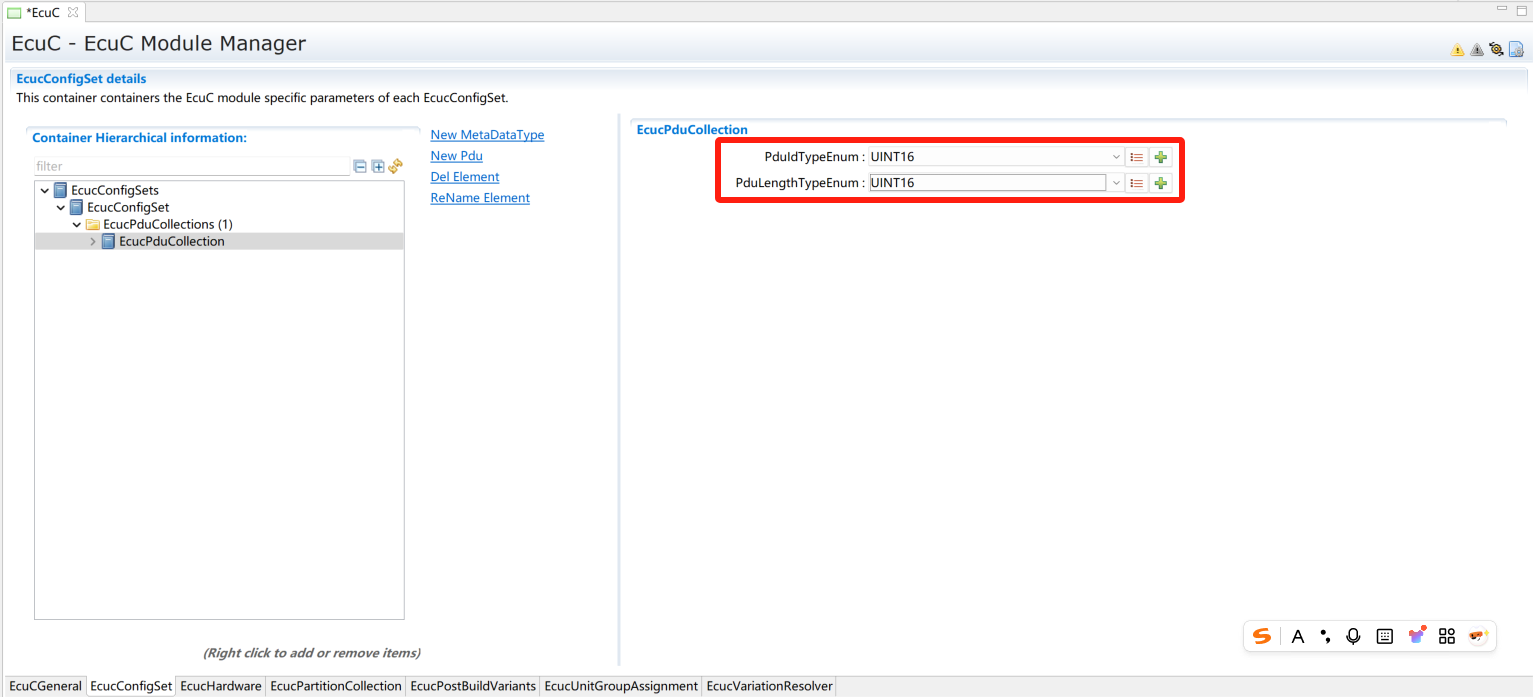 *EcuC
EcuC - EcuC Module Manager
EcucConfigSet details
This container containers the EcuC module specific parameters of each EcucConfigSet.
Container Hierarchical information:
filter
EcucConfigSets
EcucConfigSet
EcucPduCollections (1)
EcucPduCollection
(Right click to add or remove items)
New MetaDataType
New Pdu
Del Element
ReName Element
EcucPduCollection
PduIdTypeEnum : UINT16
PduLengthTypeEnum : UINT16
S A
EcuCGeneral EcucConfigSet EcucHardware EcucPartitionCollection EcucPostBuildVariants EcucUnitGroupAssignment EcucVariationResolver